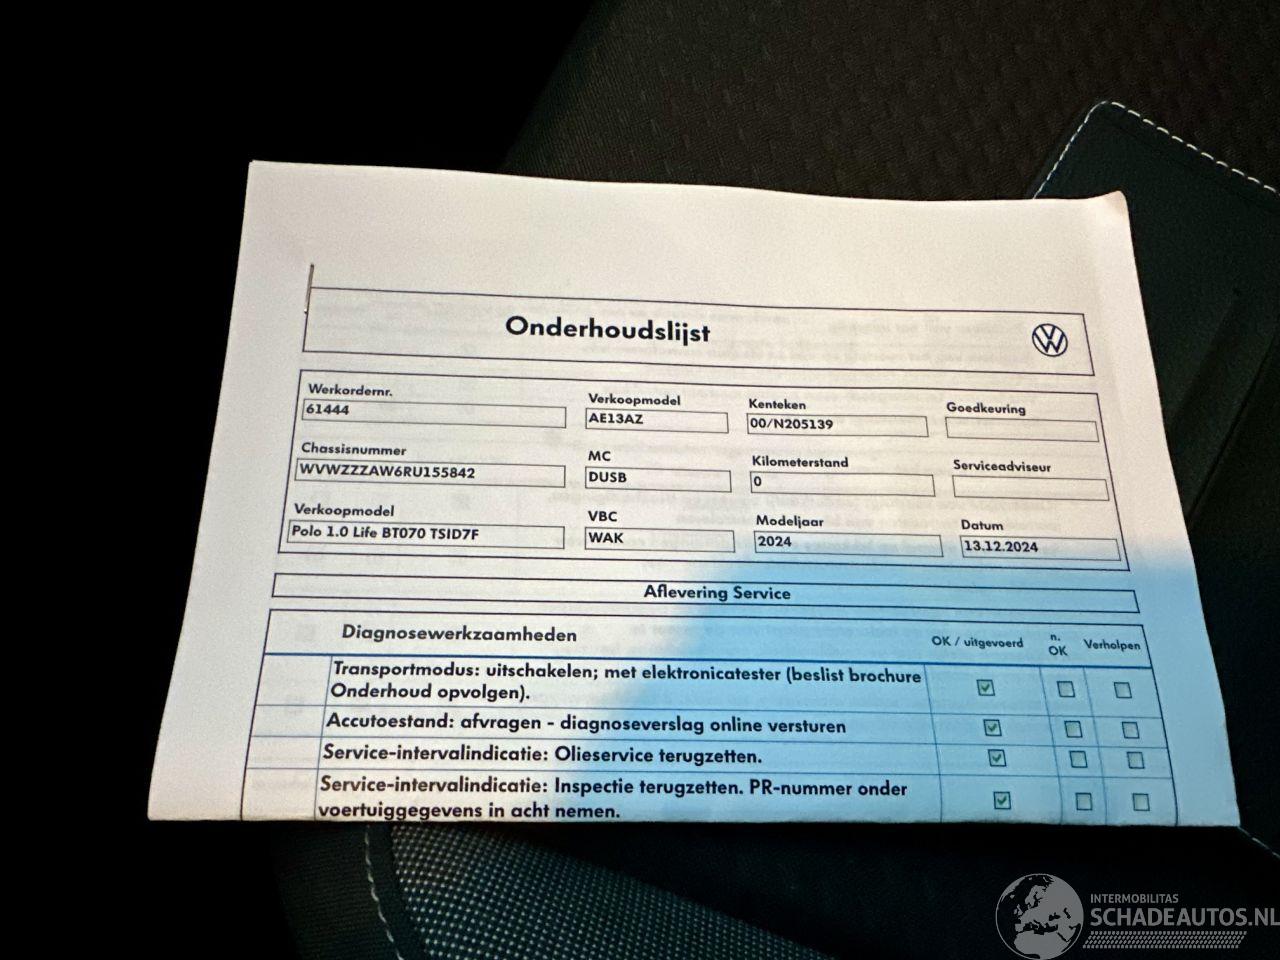 Onderhoudslijst
Werkordernr. Verkoopmodel Kenteken Goedkeuring
61444 AE13AZ 00/N205139
Chassisnummer MC Kilometerstand Serviceadviseur
WVWZZZAW6RU155842 DUSB 0
Verkoopmodel VBC Modeljaar Datum
Polo 1.0 Life BT070 TSID7F WAK 2024 13.12.2024
Aflevering Service
Diagnosewerkzaamheden OK / uitgevoerd n. OK Verholpen
Transportmodus: uitschakelen; met elektronicatester (beslist brochure
Onderhoud opvolgen).
Accutoestand: afvragen - diagnoseverslag online versturen
Service-intervalindicatie: Olieservice terugzetten.
Service-intervalindicatie: Inspectie terugzetten. PR-nummer onder
voertuiggegevens in acht nemen.
INTERMOBILITAS
SCHADEAUTOS.NL